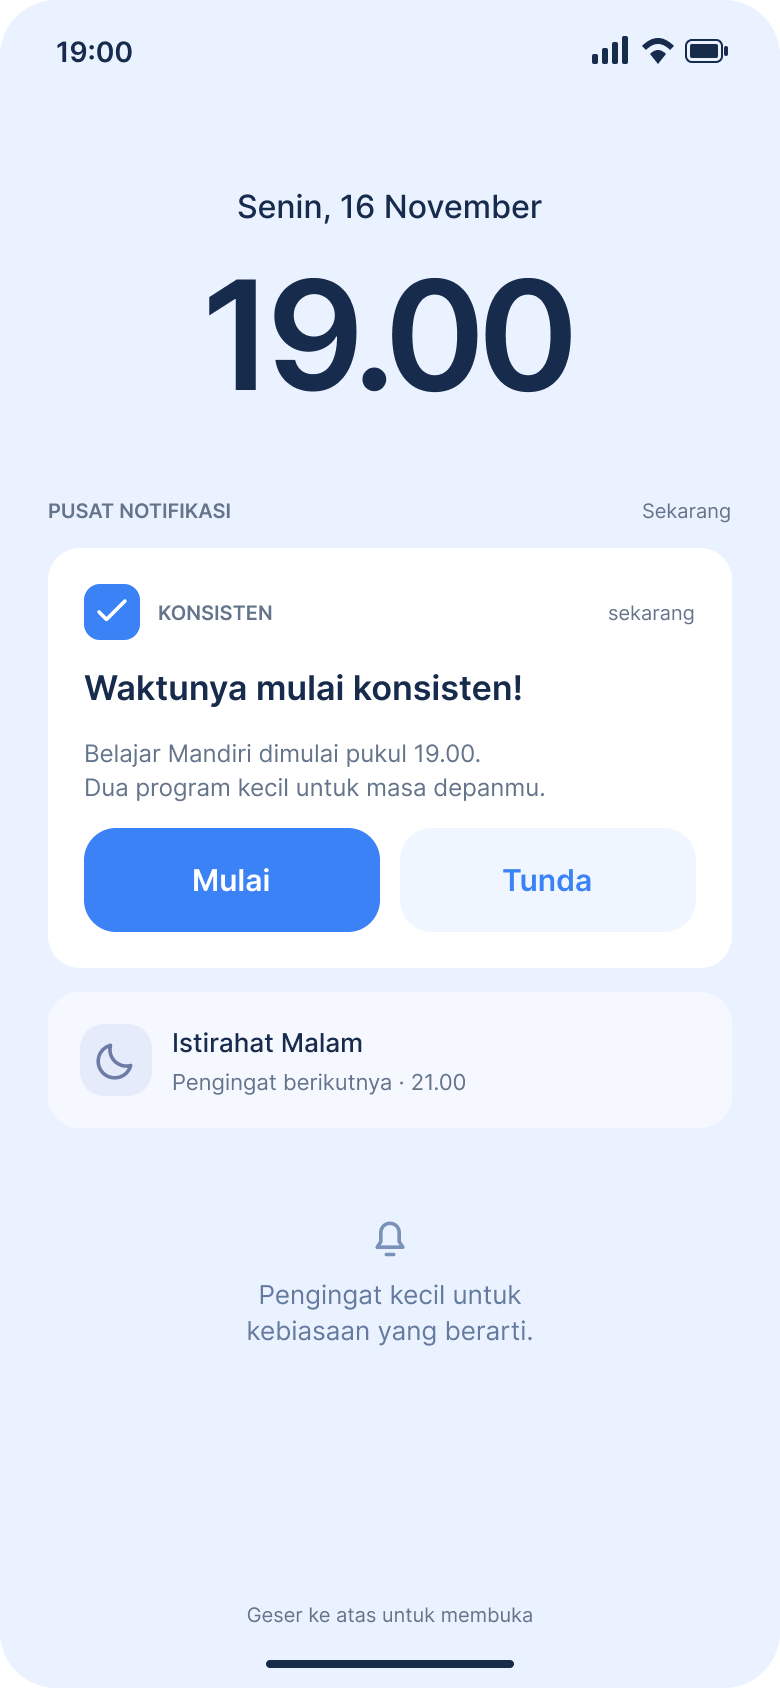 19:00
Senin, 16 November
19.00
PUSAT NOTIFIKASI
Sekarang
KONSISTEN
sekarang
Waktunya mulai konsisten!
Belajar Mandiri dimulai pukul 19.00.
Dua program kecil untuk masa depanmu.
Mulai
Tunda
Istirahat Malam
Pengingat berikutnya · 21.00
Pengingat kecil untuk
kebiasaan yang berarti.
Geser ke atas untuk membuka